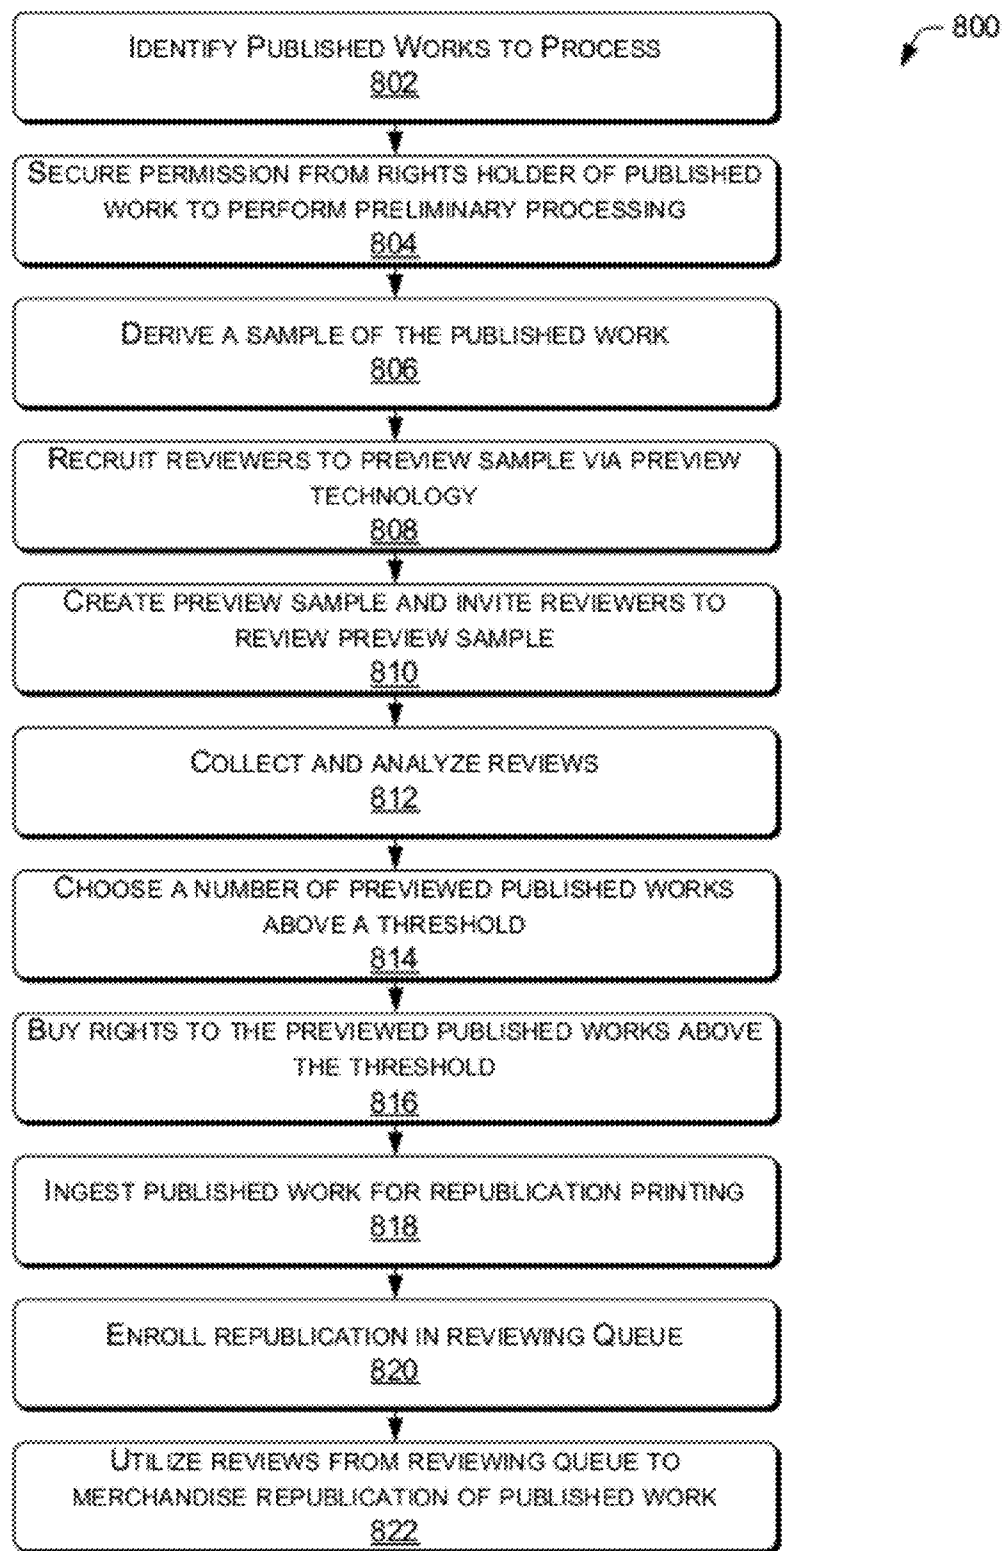 800
IDENTIFY PUBLISHED WORKS TO PROCESS
802
SECURE PERMISSION FROM RIGHTS HOLDER OF PUBLISHED
WORK TO PERFORM PRELIMINARY PROCESSING
804
DERIVE A SAMPLE OF THE PUBLISHED WORK
806
RECRUIT REVIEWERS TO PREVIEW SAMPLE VIA PREVIEW
TECHNOLOGY
808
CREATE PREVIEW SAMPLE AND INVITE REVIEWERS TO
REVIEW PREVIEW SAMPLE
810
COLLECT AND ANALYZE REVIEWS
812
CHOOSE A NUMBER OF PREVIEWED PUBLISHED WORKS
ABOVE A THRESHOLD
814
BUY RIGHTS TO THE PREVIEWED PUBLISHED WORKS ABOVE
THE THRESHOLD
816
INGEST PUBLISHED WORK FOR REPUBLICATION PRINTING
818
ENROLL REPUBLICATION IN REVIEWING QUEUE
820
UTILIZE REVIEWS FROM REVIEWING QUEUE TO
MERCHANDISE REPUBLICATION OF PUBLISHED WORK
822